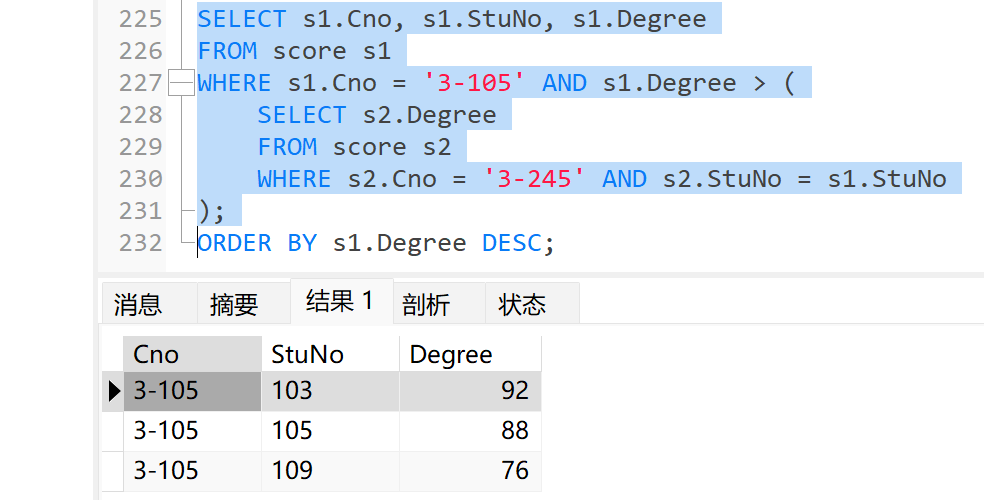 225 SELECT s1.Cno, s1.StuNo, s1.Degree
226 FROM score s1
227 WHERE s1.Cno = '3-105' AND s1.Degree > (
228 SELECT s2.Degree
229 FROM score s2
230 WHERE s2.Cno = '3-245' AND s2.StuNo = s1.StuNo
231 );
232 ORDER BY s1.Degree DESC;
消息 摘要 结果 1 剖析 状态
Cno StuNo Degree
3-105 103 92
3-105 105 88
3-105 109 76